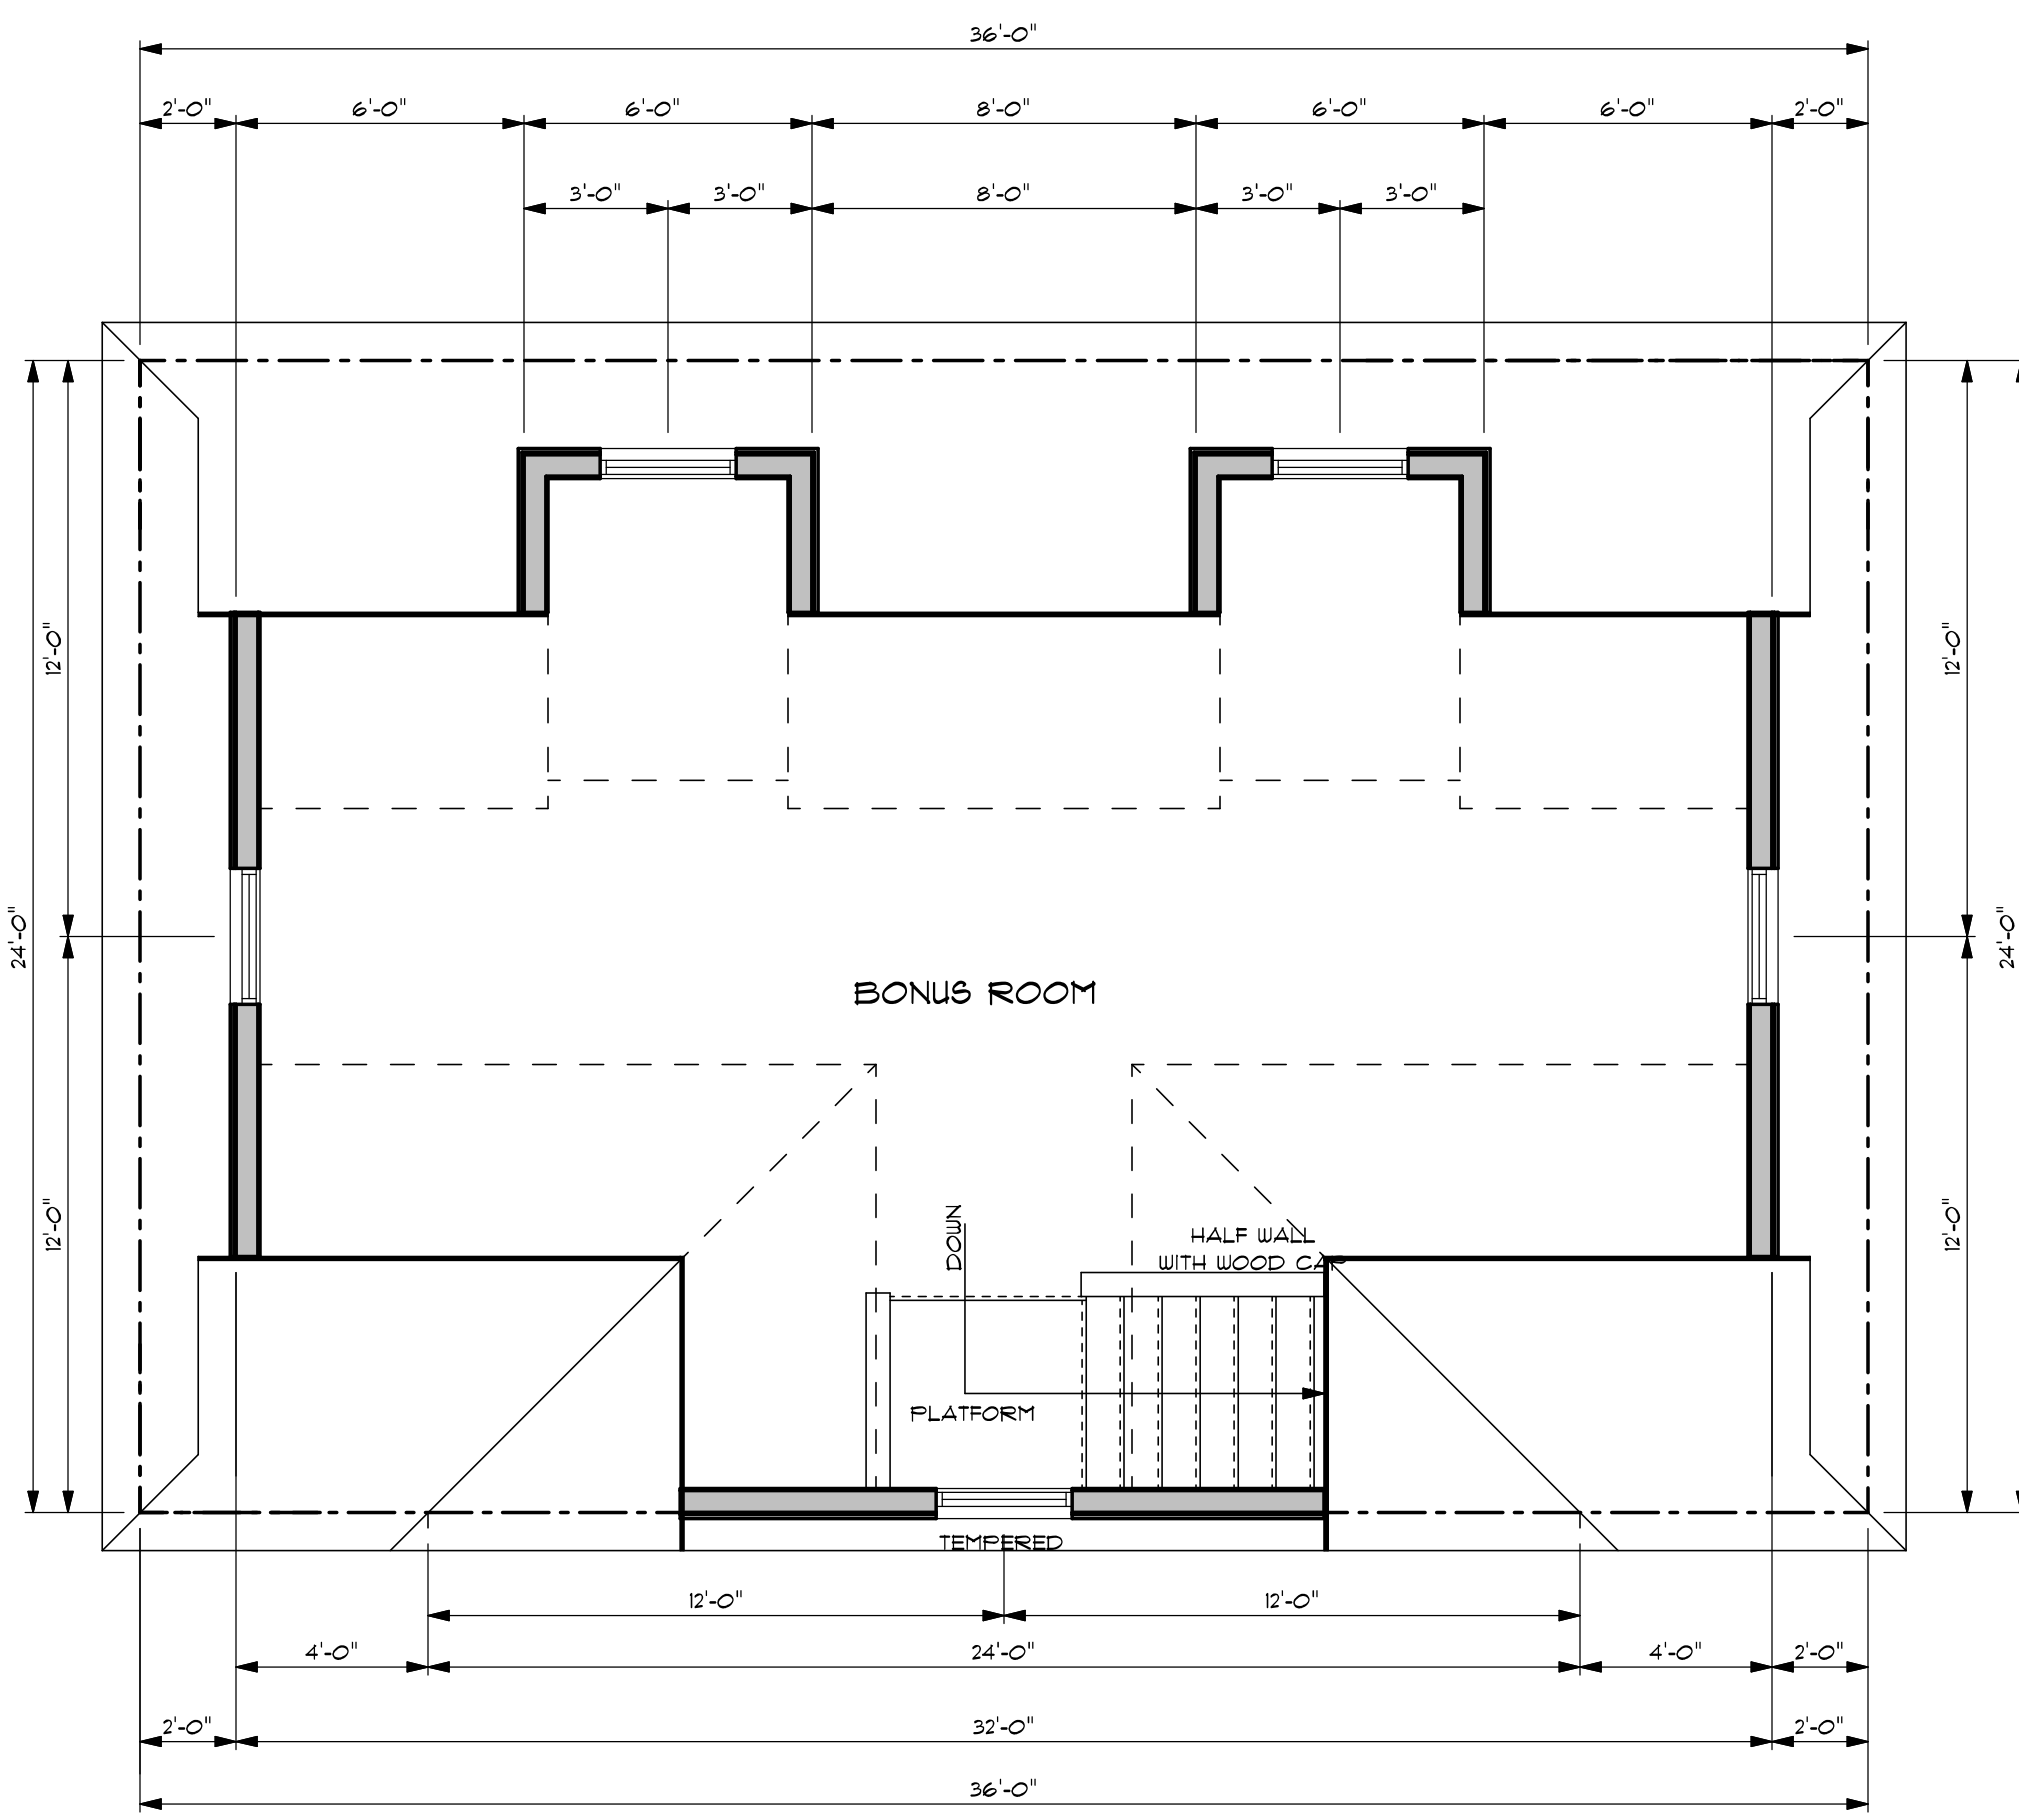 36'-0"
2'-0" 6'-0" 6'-0" 8'-0" 6'-0" 6'-0" 2'-0"
3'-0" 3'-0" 8'-0" 3'-0" 3'-0"
12'-0"
12'-0"
24'-0"
24'-0"
BONUS ROOM
12'-0"
12'-0"
DOWN
HALF WALL
WITH WOOD CAP
PLATFORM
TEMPERED
12'-0" 12'-0"
4'-0" 24'-0" 4'-0" 2'-0"
2'-0" 32'-0" 2'-0"
36'-0"